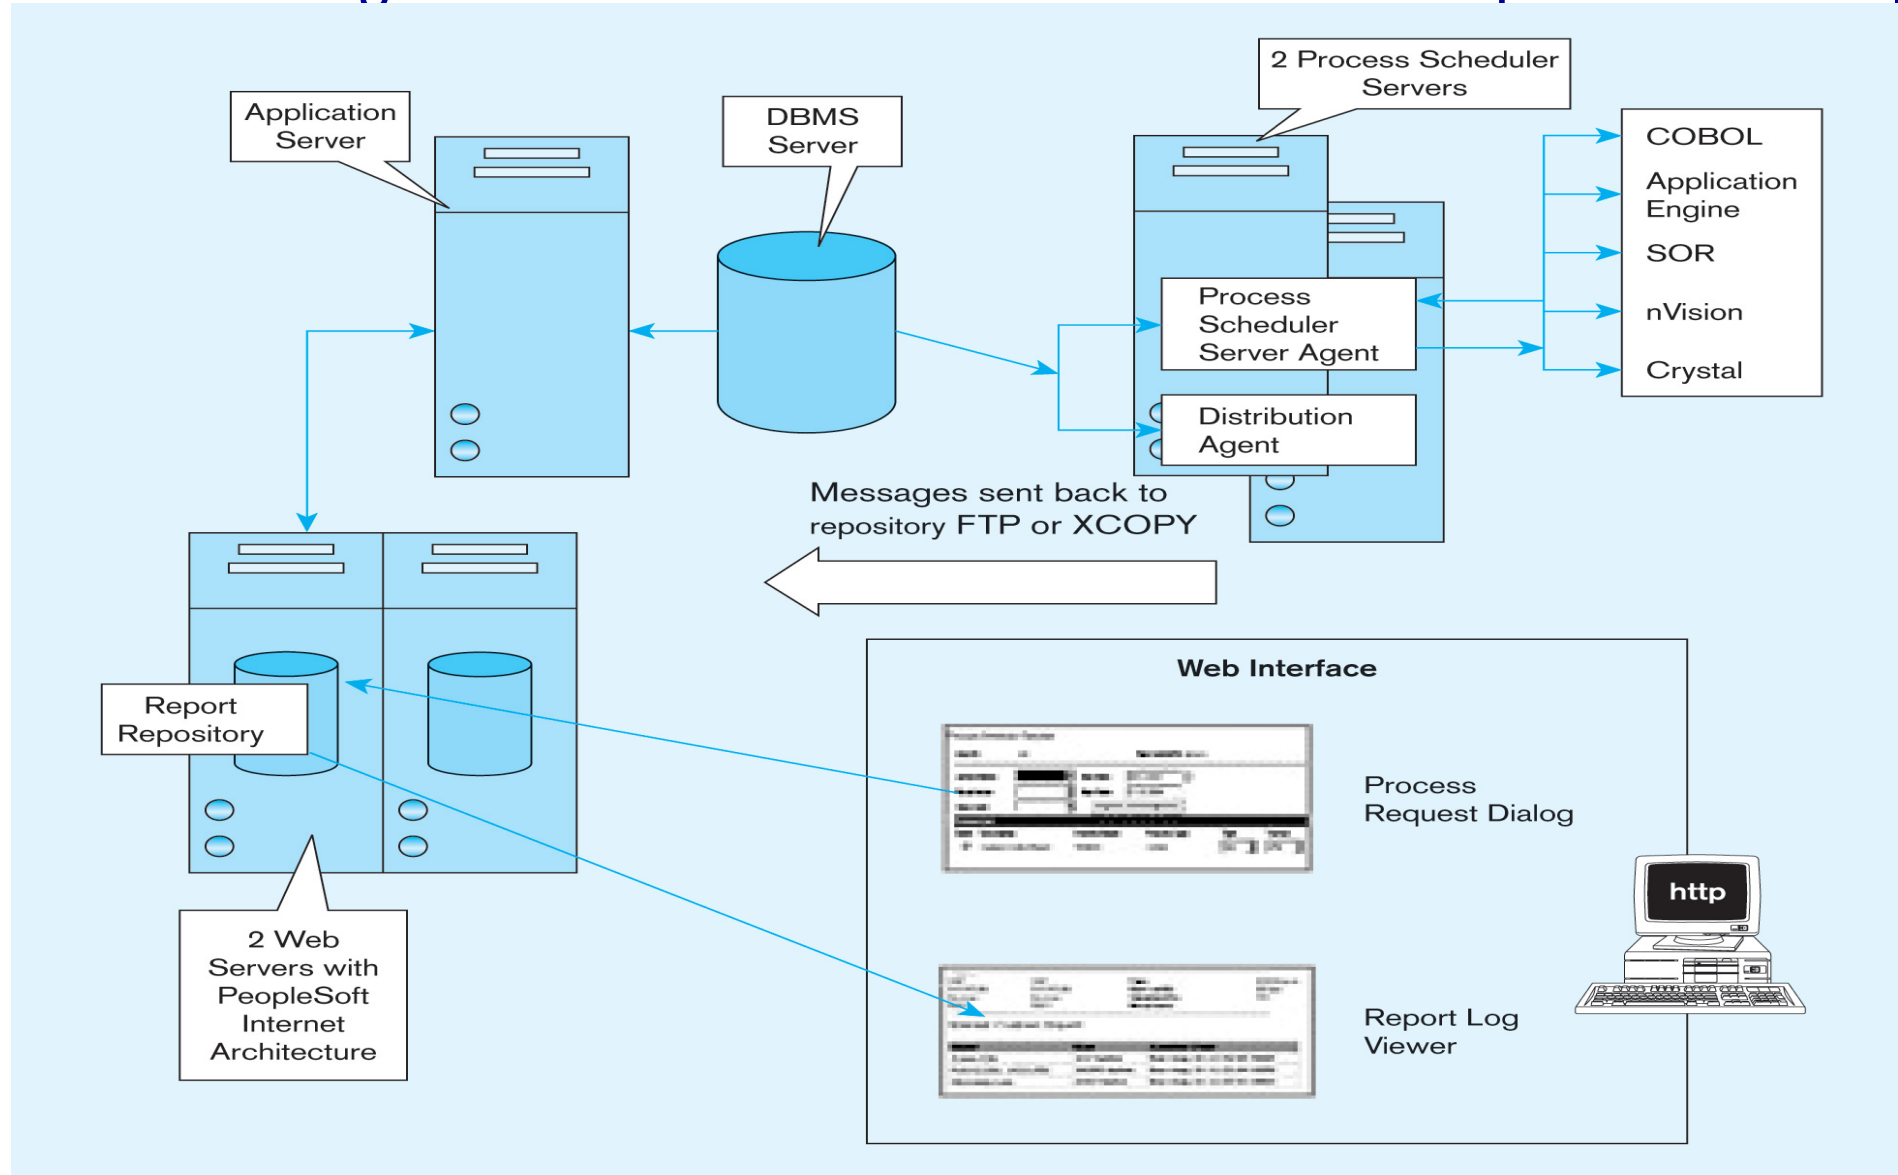 2 Process Scheduler
Servers
Application
Server
DBMS
Server
COBOL
Application
Engine
SOR
nVision
Crystal
Process
Scheduler
Server Agent
Distribution
Agent
Messages sent back to
repository FTP or XCOPY
Report
Repository
Web Interface
Process
Request Dialog
http
2 Web
Servers with
PeopleSoft
Internet
Architecture
Report Log
Viewer